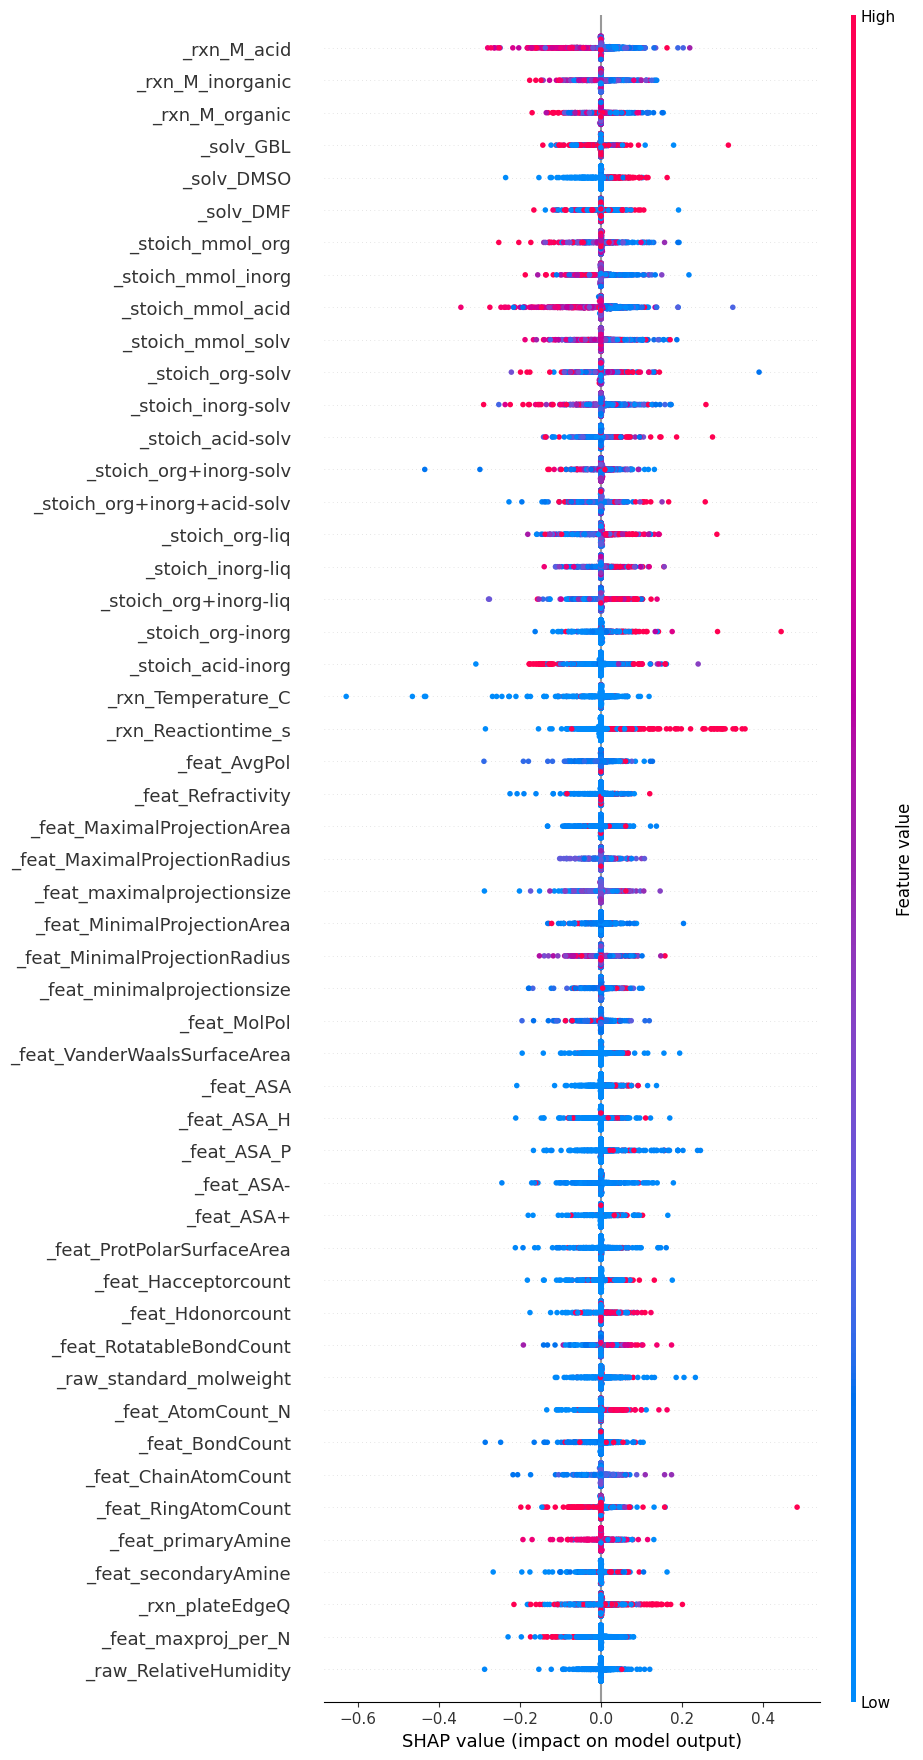 High
_rxn_M_acid
_rxn_M_inorganic
_rxn_M_organic
_solv_GBL
_solv_DMSO
_solv_DMF
_stoich_mmol_org
_stoich_mmol_inorg
_stoich_mmol_acid
_stoich_mmol_solv
_stoich_org-solv
_stoich_inorg-solv
_stoich_acid-solv
_stoich_org+inorg-solv
_stoich_org+inorg+acid-solv
_stoich_org-liq
_stoich_inorg-liq
_stoich_org+inorg-liq
_stoich_org-inorg
_stoich_acid-inorg
_rxn_Temperature_C
_rxn_Reactiontime_s
_feat_AvgPol
_feat_Refractivity
_feat_MaximalProjectionArea
_feat_MaximalProjectionRadius
_feat_maximalprojectionsize
_feat_MinimalProjectionArea
_feat_MinimalProjectionRadius
_feat_minimalprojectionsize
_feat_MolPol
_feat_VanderWaalsSurfaceArea
_feat_ASA
_feat_ASA_H
_feat_ASA_P
_feat_ASA-
_feat_ASA+
_feat_ProtPolarSurfaceArea
_feat_Hacceptorcount
_feat_Hdonorcount
_feat_RotatableBondCount
_raw_standard_molweight
_feat_AtomCount_N
_feat_BondCount
_feat_ChainAtomCount
_feat_RingAtomCount
_feat_primaryAmine
_feat_secondaryAmine
_rxn_plateEdgeQ
_feat_maxproj_per_N
_raw_RelativeHumidity
Feature value
Low
−0.6 −0.4 −0.2 0.0 0.2 0.4
SHAP value (impact on model output)